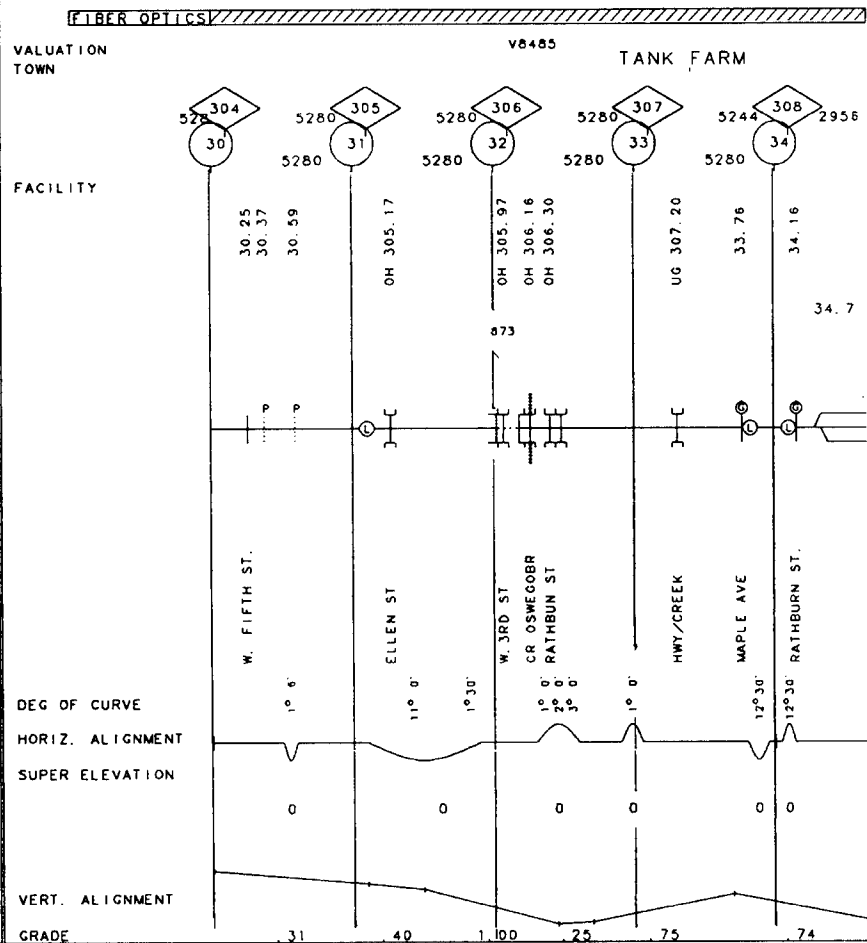 FIBER OPTICS
VALUATION V8485
TOWN TANK FARM
304 305 306 307 308
528 5280 5280 5280 5244 2956
30 31 32 33 34
5280 5280 5280 5280
FACILITY
30.25
30.37
30.59
OH 305.17
OH 305.97
OH 306.16
OH 306.30
UG 307.20
33.76
34.16
34.7
873
P P G G
L L L
W. FIFTH ST.
ELLEN ST
W. 3RD ST
CR OSWEGOBR
RATHBUN ST
HWY/CREEK
MAPLE AVE
RATHBURN ST.
DEG OF CURVE 1° 6' 11° 0' 1°30' 1° 0' 2° 0' 3° 0' 1° 0' 12°30' 12°30'
HORIZ. ALIGNMENT
SUPER ELEVATION
0 0 0 0 0 0
VERT. ALIGNMENT
GRADE .31 .40 1.00 .25 .75 .74